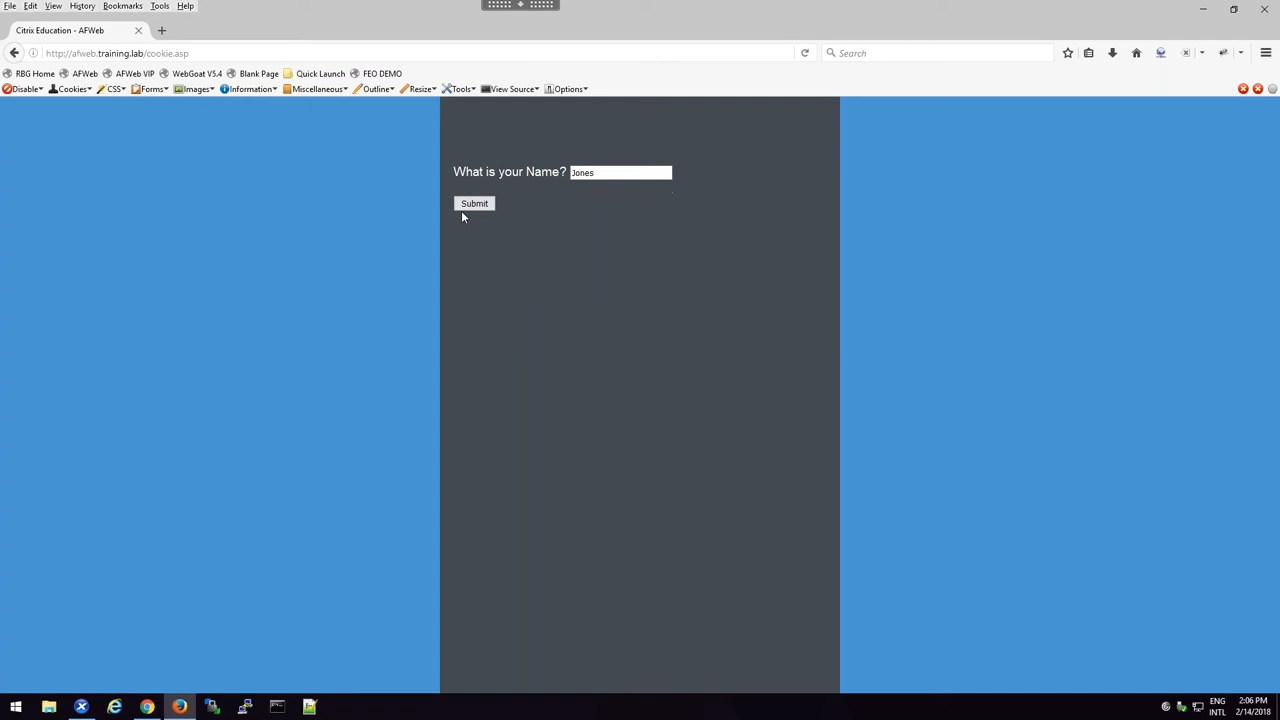 File Edit View History Bookmarks Tools Help
Citrix Education - AFWeb
http://afweb.training.lab/cookie.asp
Search
RBG Home AFWeb AFWeb VIP WebGoat V5.4 Blank Page Quick Launch FEO DEMO
Disable Cookies CSS Forms Images Information Miscellaneous Outline Resize Tools View Source Options
What is your Name? Jones
Submit
ENG 2:06 PM
INTL 2/14/2018